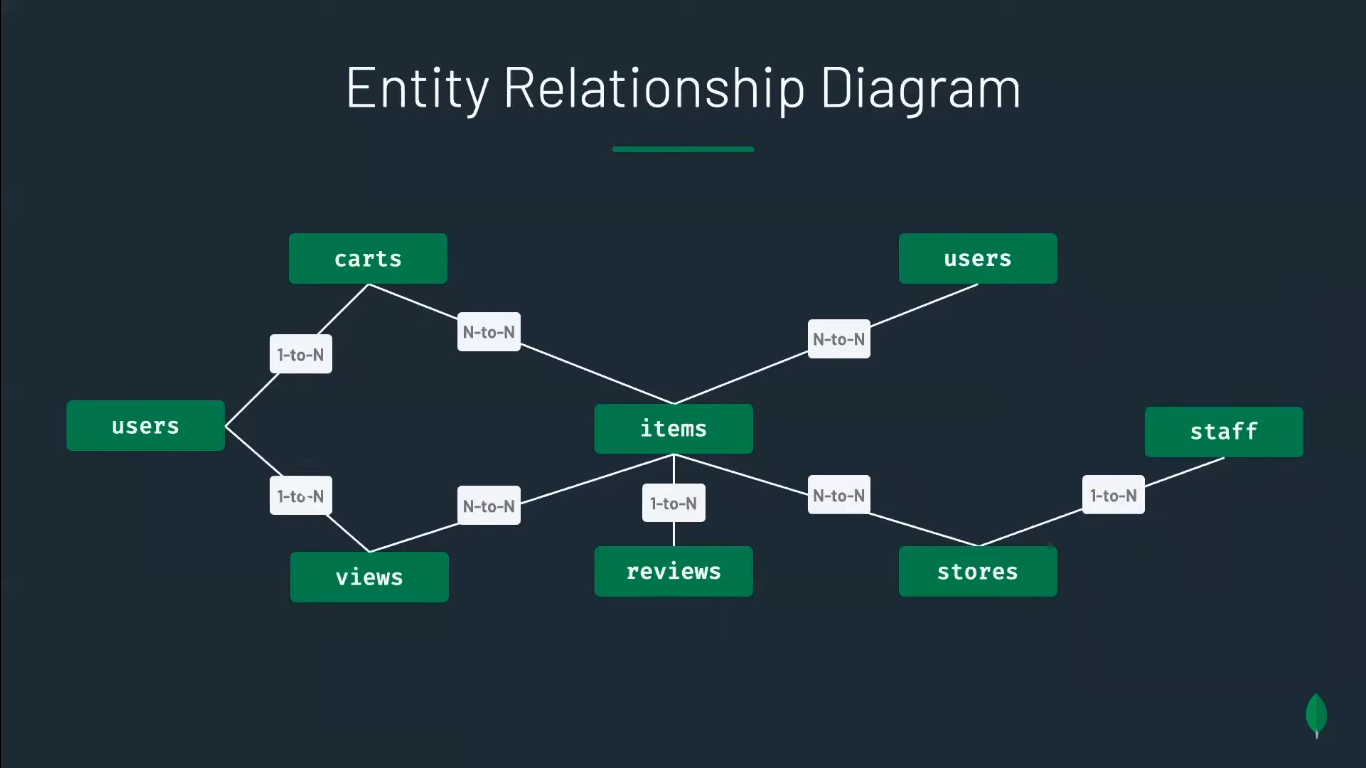 Entity Relationship Diagram
carts
users
N-to-N
N-to-N
1-to-N
users
items
staff
1-to-N
N-to-N
1-to-N
N-to-N
1-to-N
views
reviews
stores